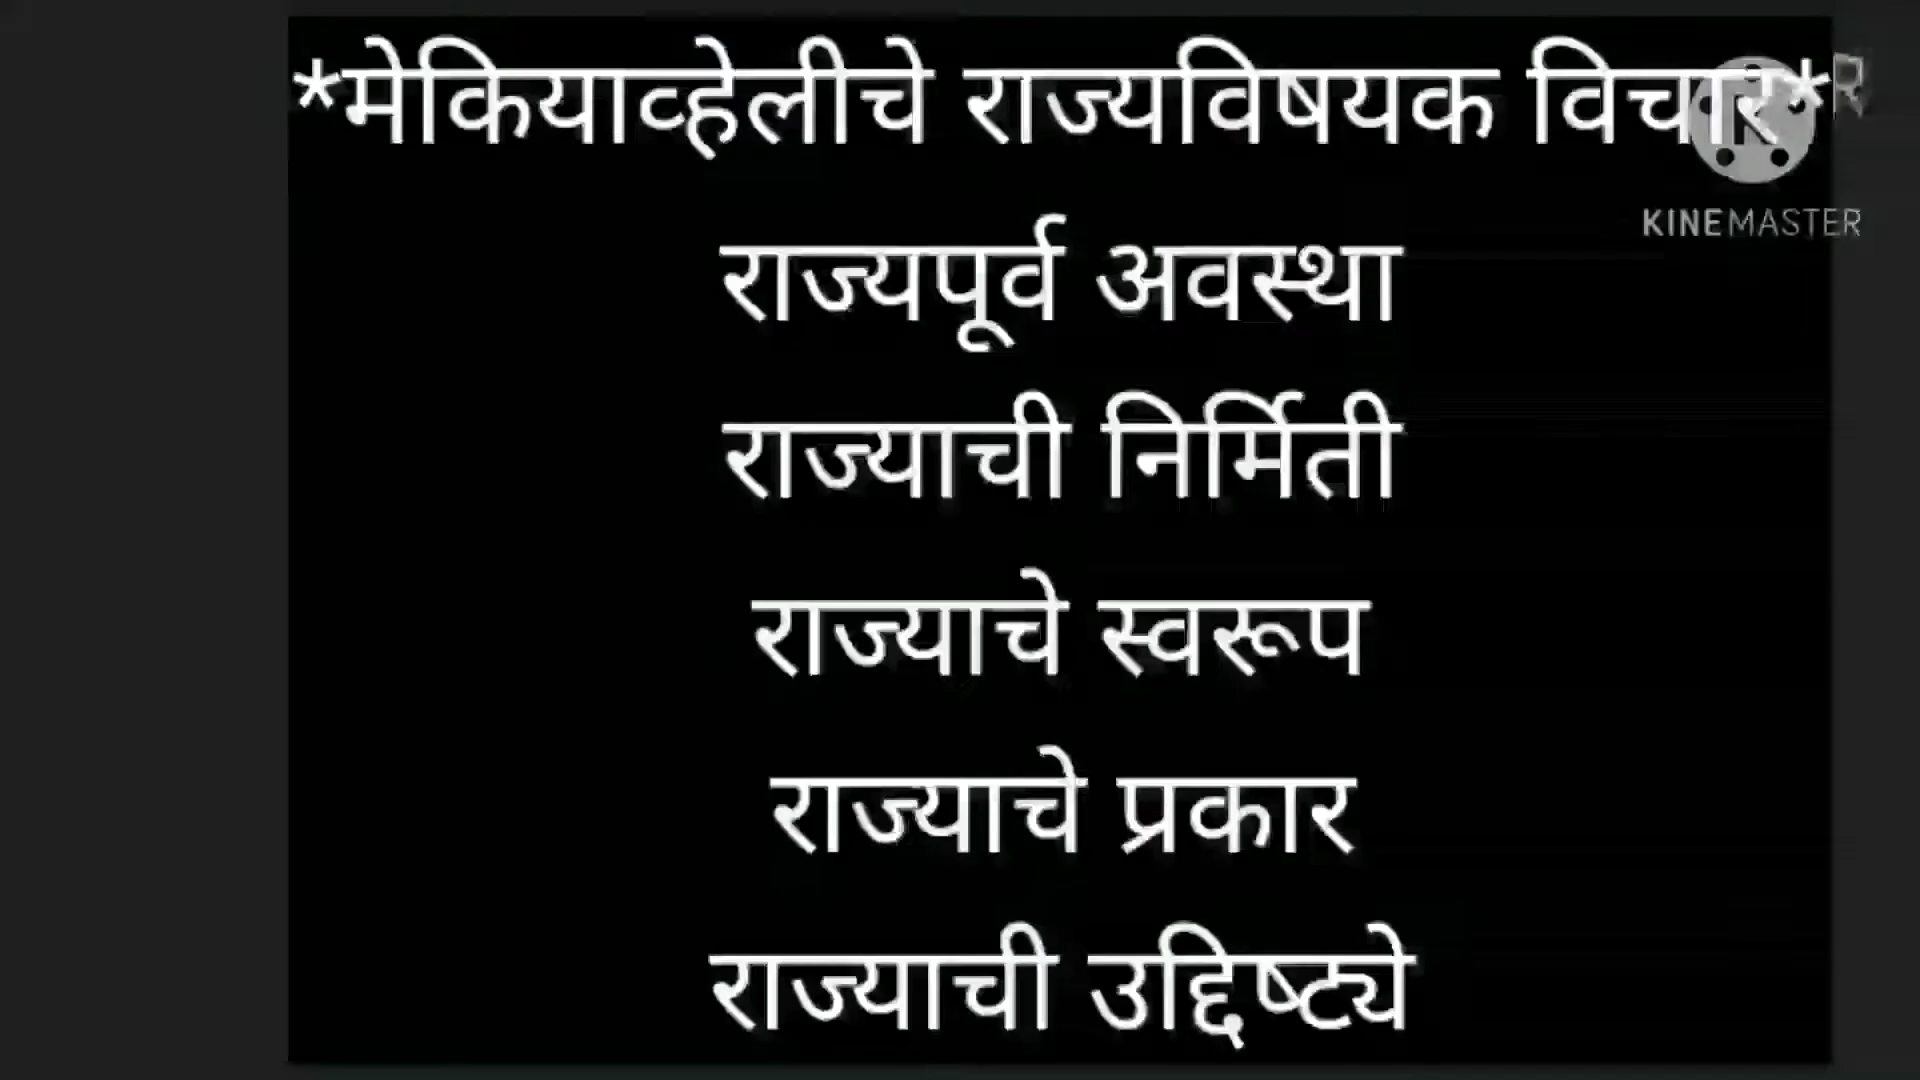 *मेकियाव्हेलीचे राज्यविषयक विचार*
KINEMASTER
राज्यपूर्व अवस्था
राज्याची निर्मिती
राज्याचे स्वरूप
राज्याचे प्रकार
राज्याची उद्दिष्ट्ये